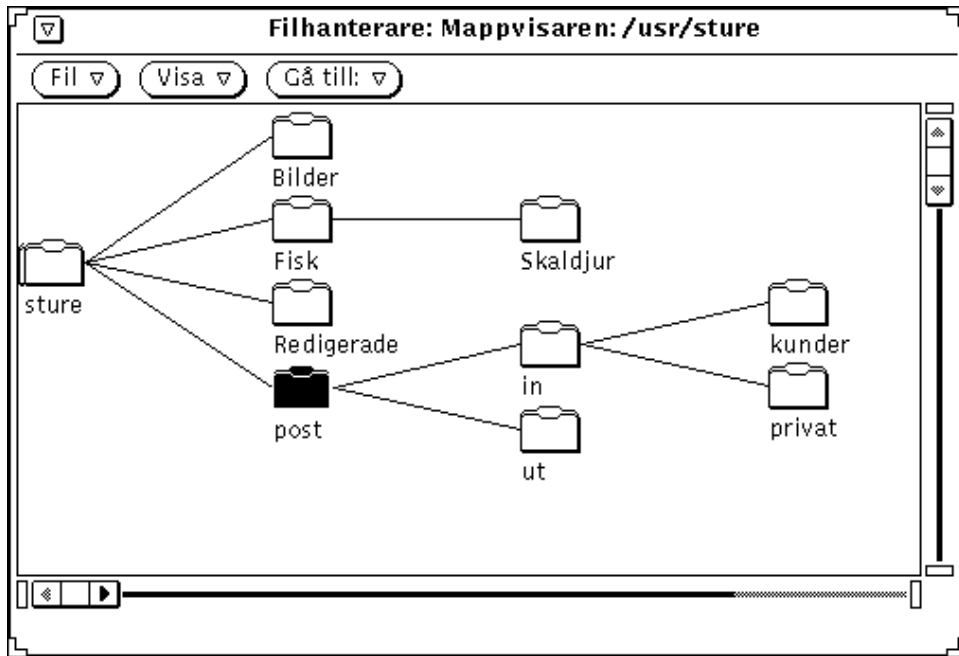 Filhanterare: Mappvisaren: /usr/sture
Fil Visa Gå till:
Bilder
Fisk Skaldjur
sture
Redigerade kunder
in
post privat
ut